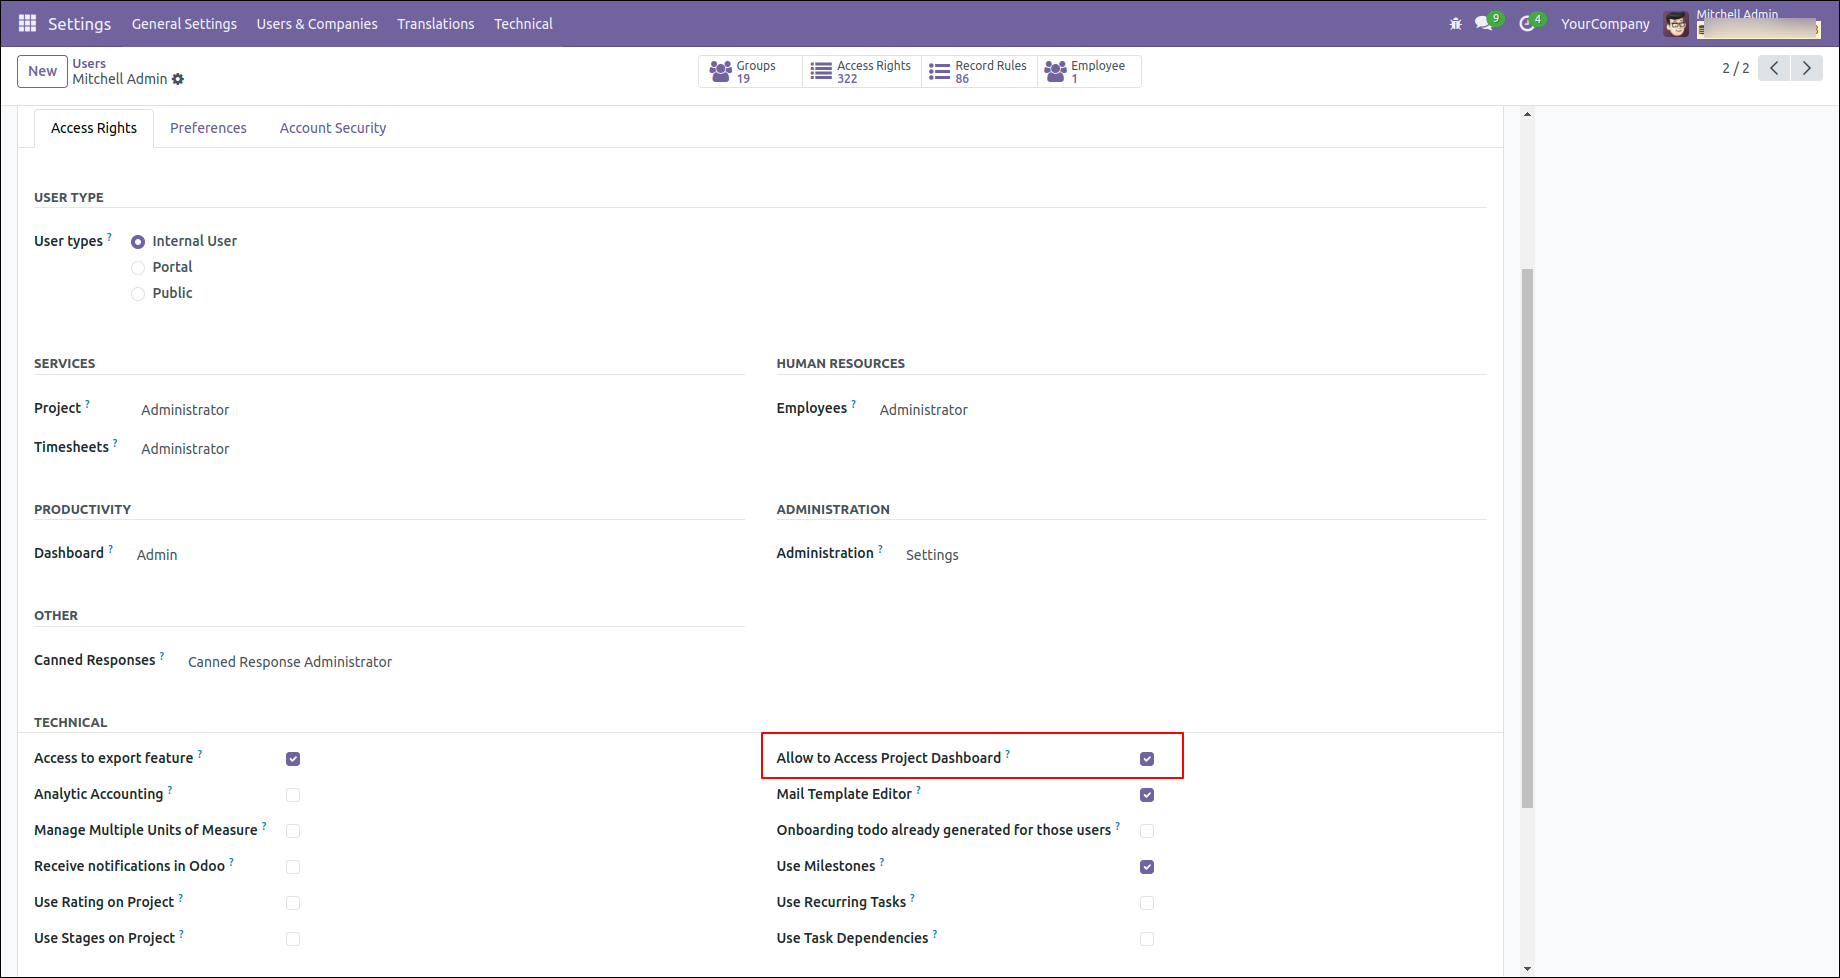 Settings General Settings Users & Companies Translations Technical 9 4 YourCompany Mitchell Admin
New Users Groups 19 Access Rights 322 Record Rules 86 Employee 1 2 / 2
Mitchell Admin
Access Rights Preferences Account Security
USER TYPE
User types ? Internal User
Portal
Public
SERVICES HUMAN RESOURCES
Project ? Administrator Employees ? Administrator
Timesheets ? Administrator
PRODUCTIVITY ADMINISTRATION
Dashboard ? Admin Administration ? Settings
OTHER
Canned Responses ? Canned Response Administrator
TECHNICAL
Access to export feature ? Allow to Access Project Dashboard ?
Analytic Accounting ? Mail Template Editor ?
Manage Multiple Units of Measure ? Onboarding todo already generated for those users ?
Receive notifications in Odoo ? Use Milestones ?
Use Rating on Project ? Use Recurring Tasks ?
Use Stages on Project ? Use Task Dependencies ?